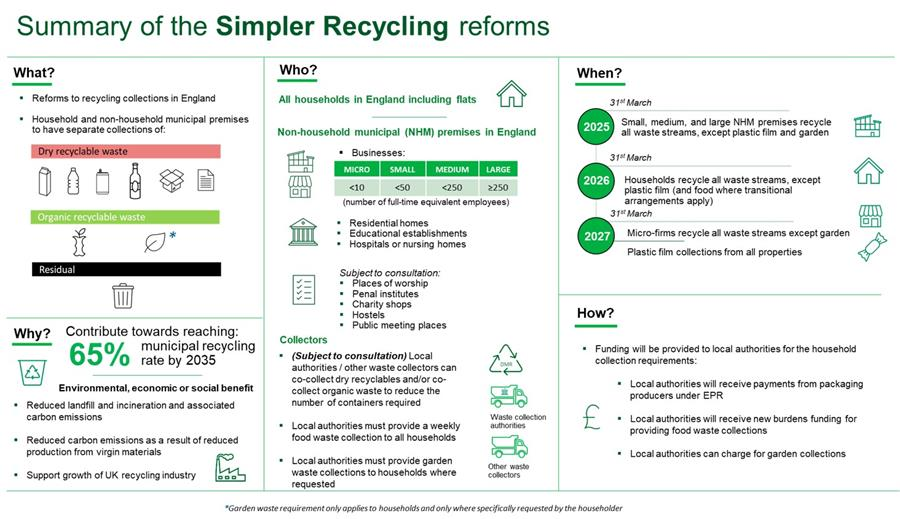 Summary of the Simpler Recycling reforms
What?
▪ Reforms to recycling collections in England
▪ Household and non-household municipal premises
to have separate collections of:
Dry recyclable waste
Organic recyclable waste
*
Residual
Why?
Contribute towards reaching:
65%
municipal recycling
rate by 2035
Environmental, economic or social benefit
▪ Reduced landfill and incineration and associated
carbon emissions
▪ Reduced carbon emissions as a result of reduced
production from virgin materials
▪ Support growth of UK recycling industry
Who?
All households in England including flats
Non-household municipal (NHM) premises in England
▪ Businesses:
MICRO SMALL MEDIUM LARGE
<10 <50 <250 ≥250
(number of full-time equivalent employees)
▪ Residential homes
▪ Educational establishments
▪ Hospitals or nursing homes
Subject to consultation:
▪ Places of worship
▪ Penal institutes
▪ Charity shops
▪ Hostels
▪ Public meeting places
Collectors
▪ (Subject to consultation) Local
authorities / other waste collectors can
co-collect dry recyclables and/or co-
collect organic waste to reduce the
number of containers required
▪ Local authorities must provide a weekly
food waste collection to all households
▪ Local authorities must provide garden
waste collections to households where
requested
DMR
Waste collection
authorities
Other waste
collectors
When?
31st March
2025
Small, medium, and large NHM premises recycle
all waste streams, except plastic film and garden
31st March
2026
Households recycle all waste streams, except
plastic film (and food where transitional
arrangements apply)
31st March
2027
Micro-firms recycle all waste streams except garden
Plastic film collections from all properties
How?
▪ Funding will be provided to local authorities for the household
collection requirements:
▪ Local authorities will receive payments from packaging
producers under EPR
▪ Local authorities will receive new burdens funding for
providing food waste collections
▪ Local authorities can charge for garden collections
£
*Garden waste requirement only applies to households and only where specifically requested by the householder